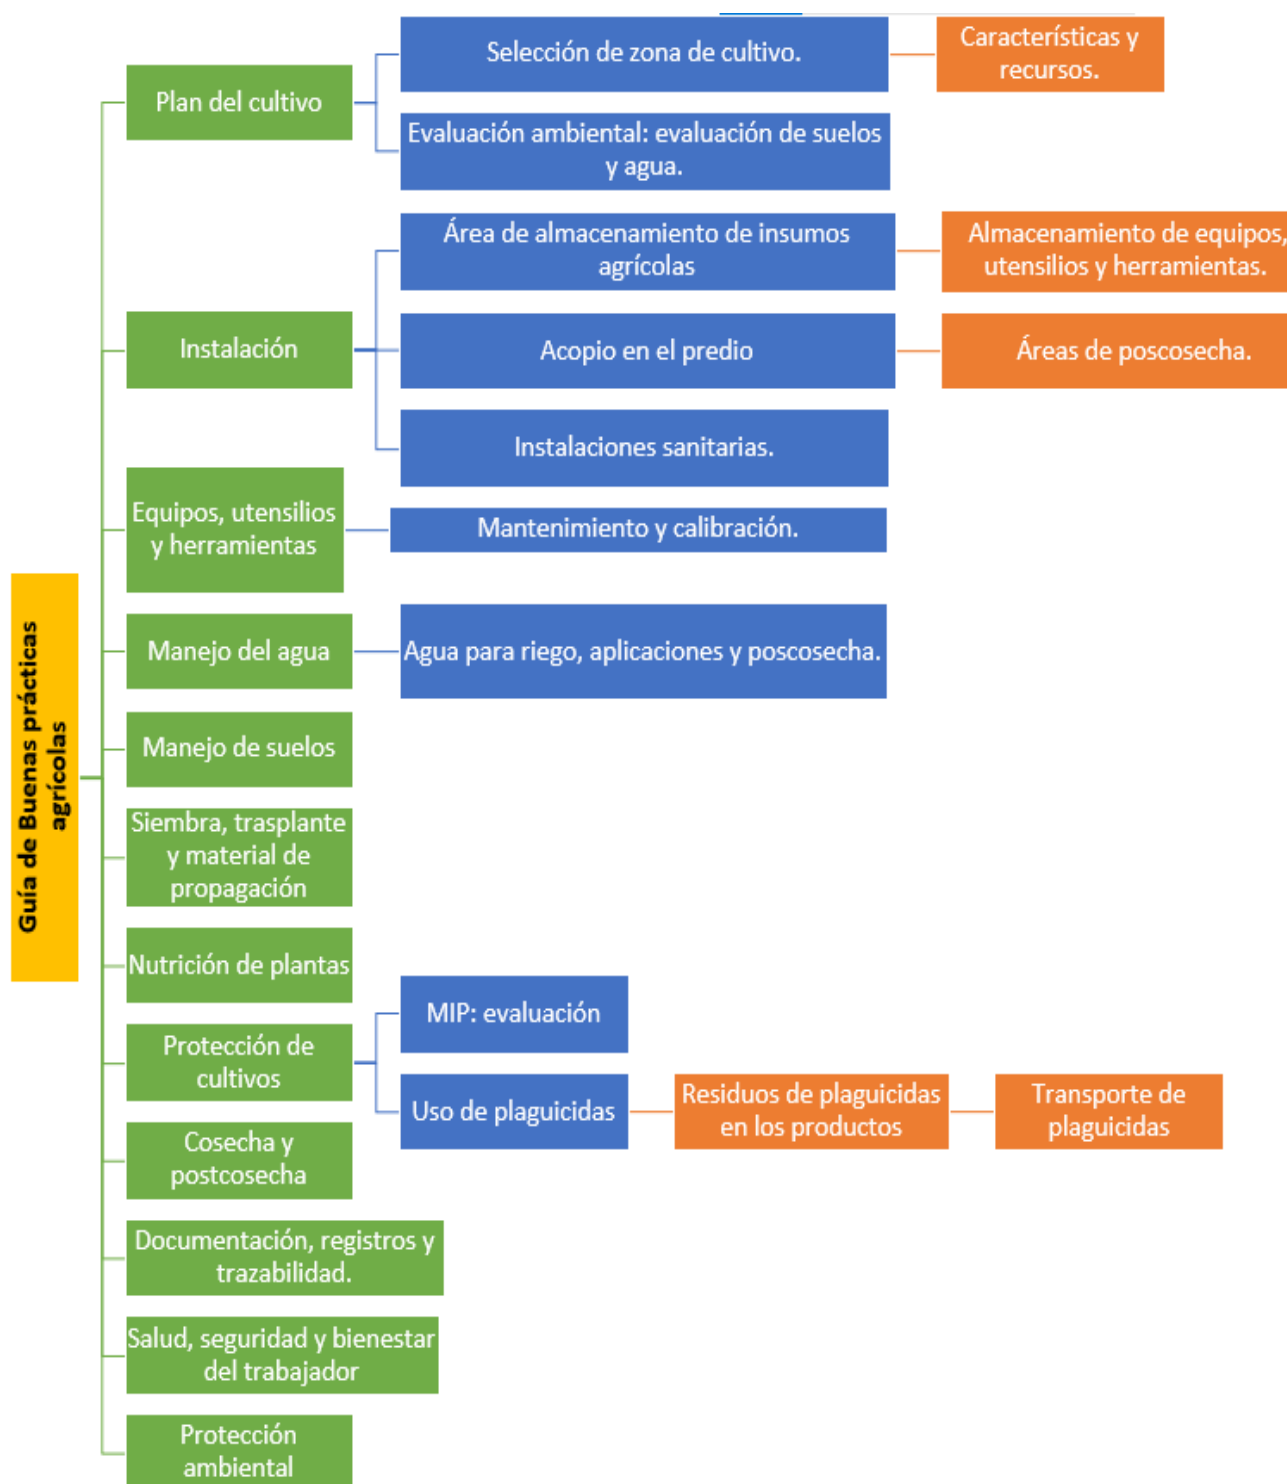 Guía de Buenas prácticas
agrícolas
Plan del cultivo
Selección de zona de cultivo.
Características y
recursos.
Evaluación ambiental: evaluación de suelos
y agua.
Instalación
Área de almacenamiento de insumos
agrícolas
Almacenamiento de equipos,
utensilios y herramientas.
Acopio en el predio
Áreas de poscosecha.
Instalaciones sanitarias.
Equipos, utensilios
y herramientas
Mantenimiento y calibración.
Manejo del agua
Agua para riego, aplicaciones y poscosecha.
Manejo de suelos
Siembra, trasplante
y material de
propagación
Nutrición de plantas
Protección de
cultivos
MIP: evaluación
Uso de plaguicidas
Residuos de plaguicidas
en los productos
Transporte de
plaguicidas
Cosecha y
postcosecha
Documentación, registros y
trazabilidad.
Salud, seguridad y bienestar
del trabajador
Protección
ambiental